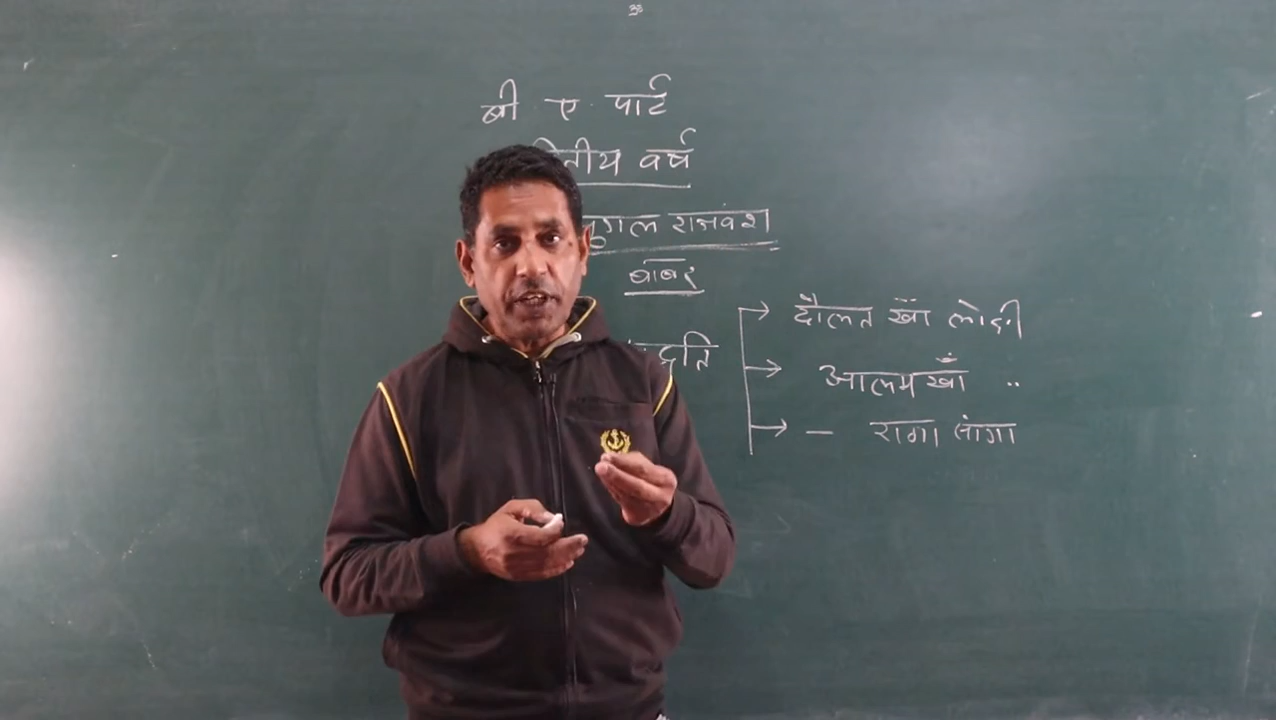 ॐ
बी ए पार्ट
द्वितीय वर्ष
मुगल राजवंश
बाबर
दौलत खाँ लोदी
आलम खाँ ..
– रागा सांगा